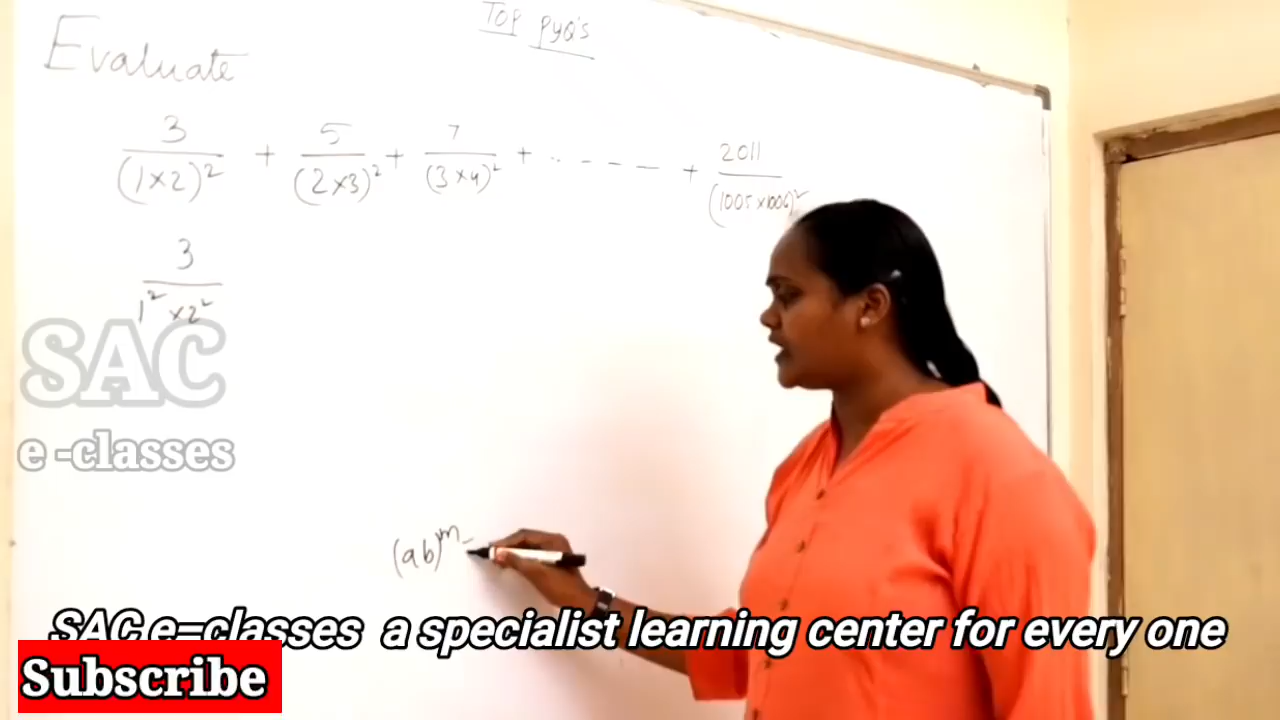 Top PYQ's
Evaluate
3/(1×2)² + 5/(2×3)² + 7/(3×4)² + ..---- + 2011/(1005×1006)²
3/1²×2²
SAC
e -classes
(ab)ᵐ-
SAC e=classes a specialist learning center for every one
Subscribe